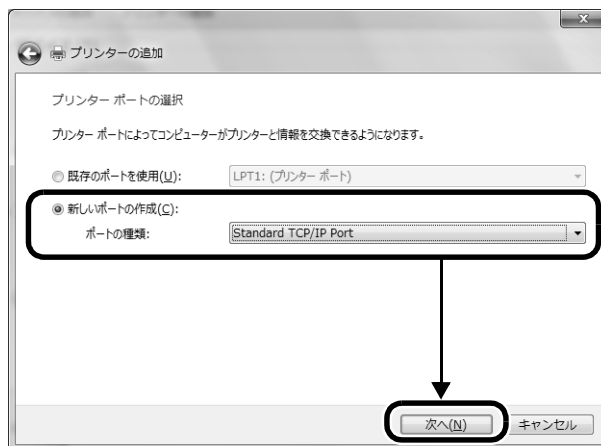 プリンターの追加
プリンター ポートの選択
プリンター ポートによってコンピューターがプリンターと情報を交換できるようになります。
既存のポートを使用(U): LPT1: (プリンター ポート)
新しいポートの作成(C):
ポートの種類: Standard TCP/IP Port
次へ(N) キャンセル